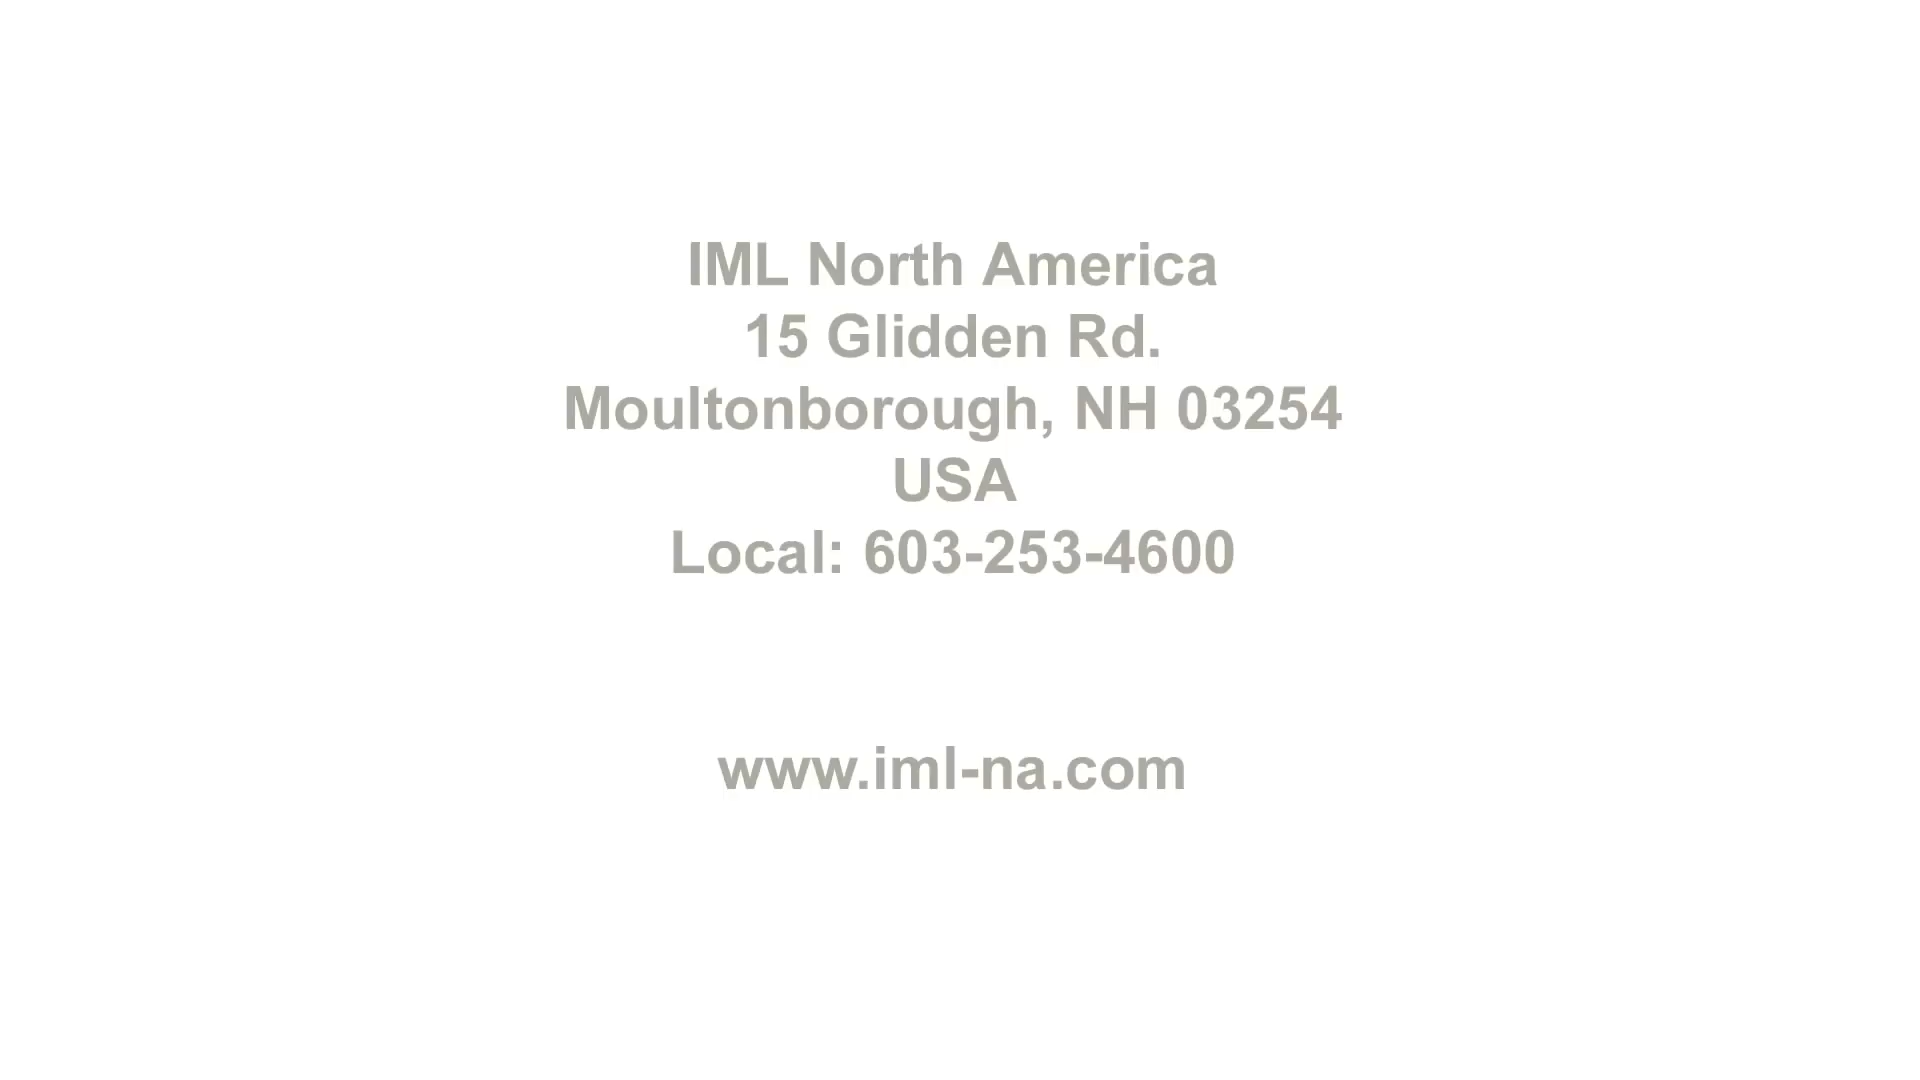 IML North America
15 Glidden Rd.
Moultonborough, NH 03254
USA
Local: 603-253-4600
www.iml-na.com